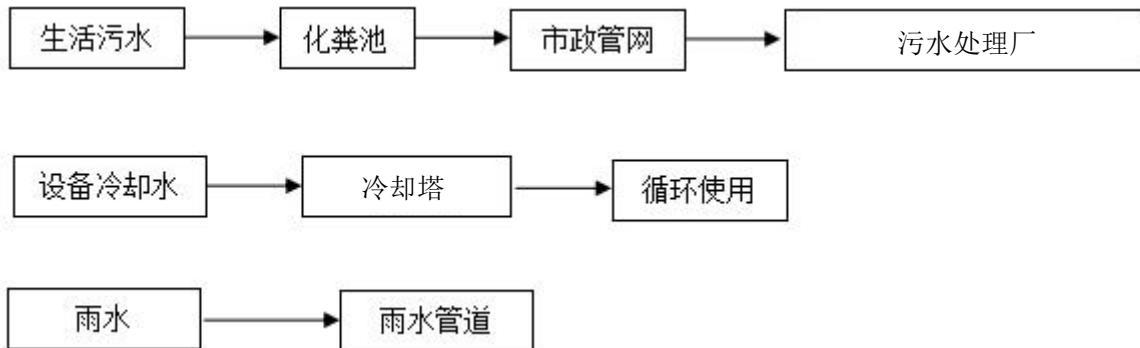 生活污水 化粪池 市政管网 污水处理厂
设备冷却水 冷却塔 循环使用
雨水 雨水管道